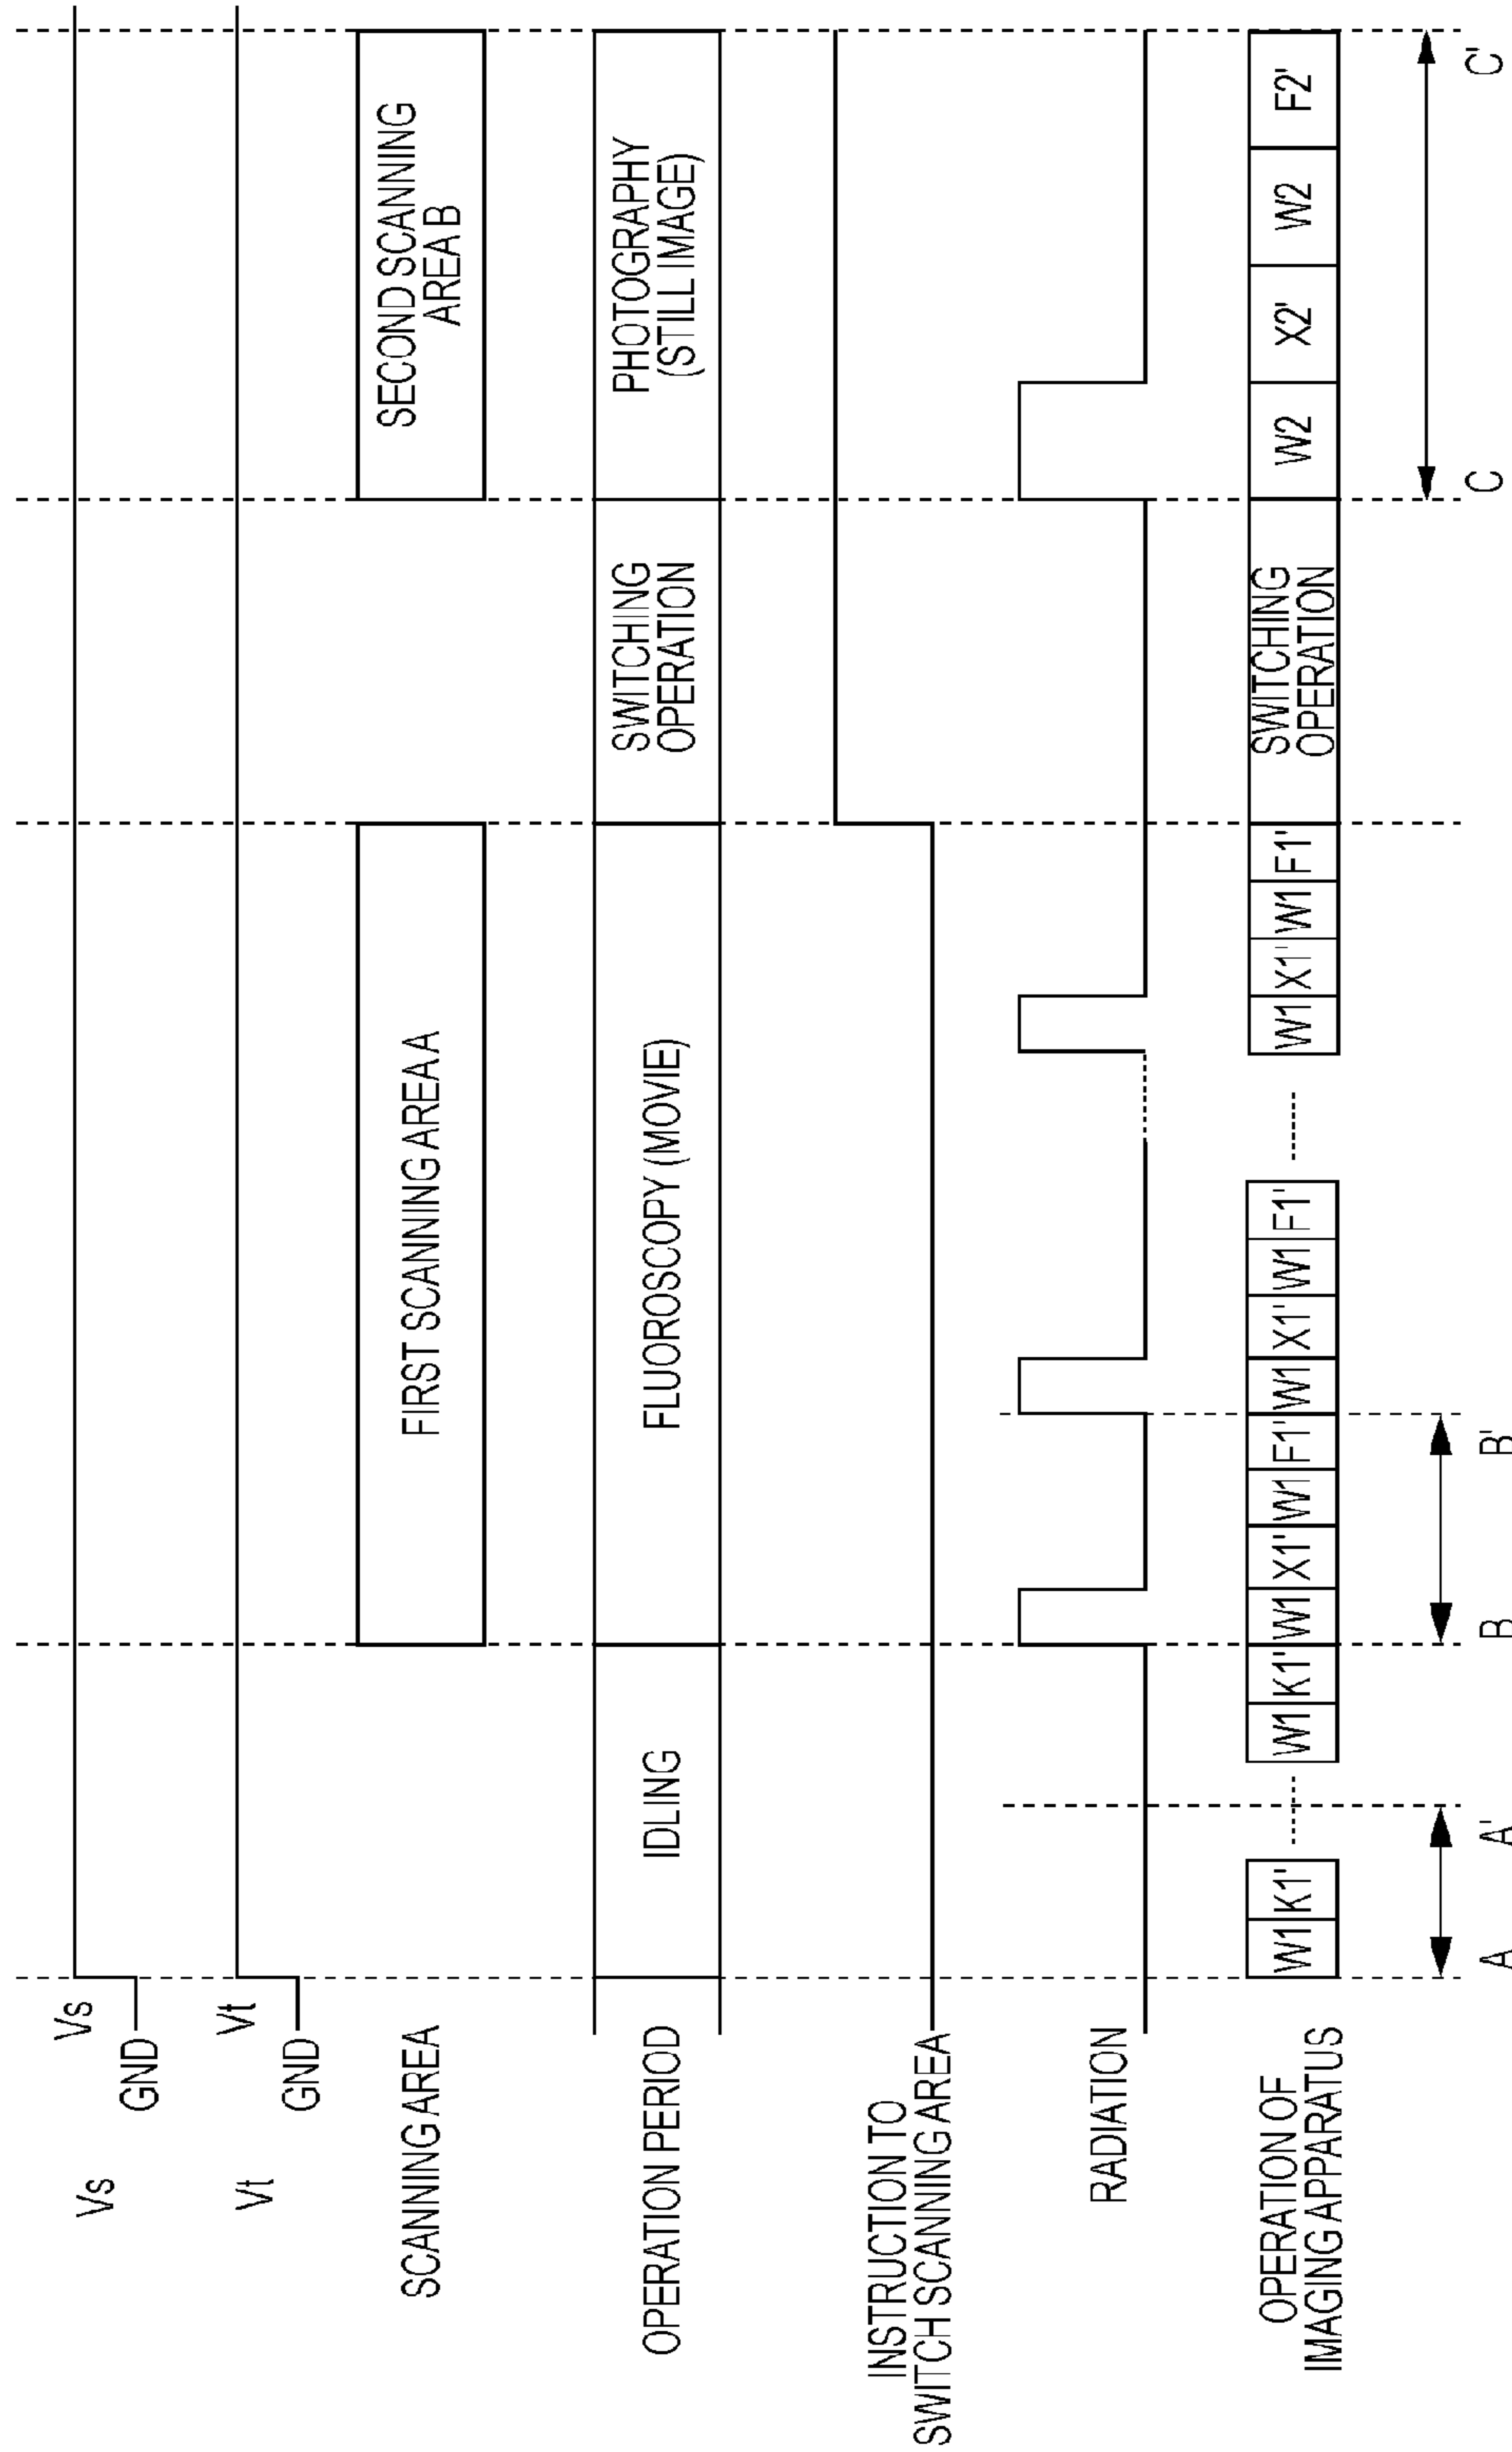 Vs
Vs
GND
Vt
Vt
GND
SCANNING AREA
FIRST SCANNING AREA A
SECOND SCANNING
AREA B
OPERATION PERIOD
IDLING
FLUOROSCOPY (MOVIE)
SWITCHING
OPERATION
PHOTOGRAPHY
(STILL IMAGE)
INSTRUCTION TO
SWITCH SCANNING AREA
RADIATION
OPERATION OF
IMAGING APPARATUS
W1 K1' W1 K1' W1 X1' W1 F1' W1 X1' W1 F1' W1 X1' W1 F1'
SWITCHING
OPERATION
W2 X2' W2 F2'
A A' B B' C C'